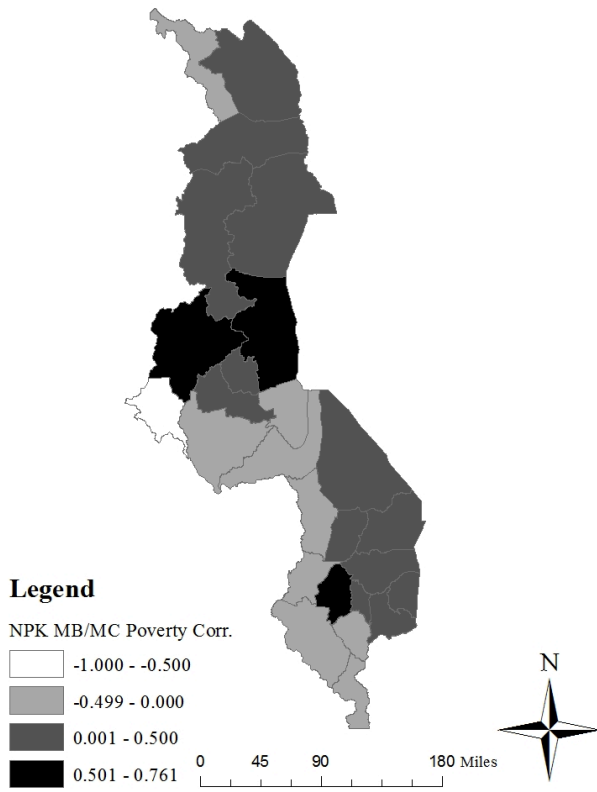 Legend
NPK MB/MC Poverty Corr.
-1.000 - -0.500
-0.499 - 0.000
0.001 - 0.500
0.501 - 0.761
0 45 90 180 Miles
N